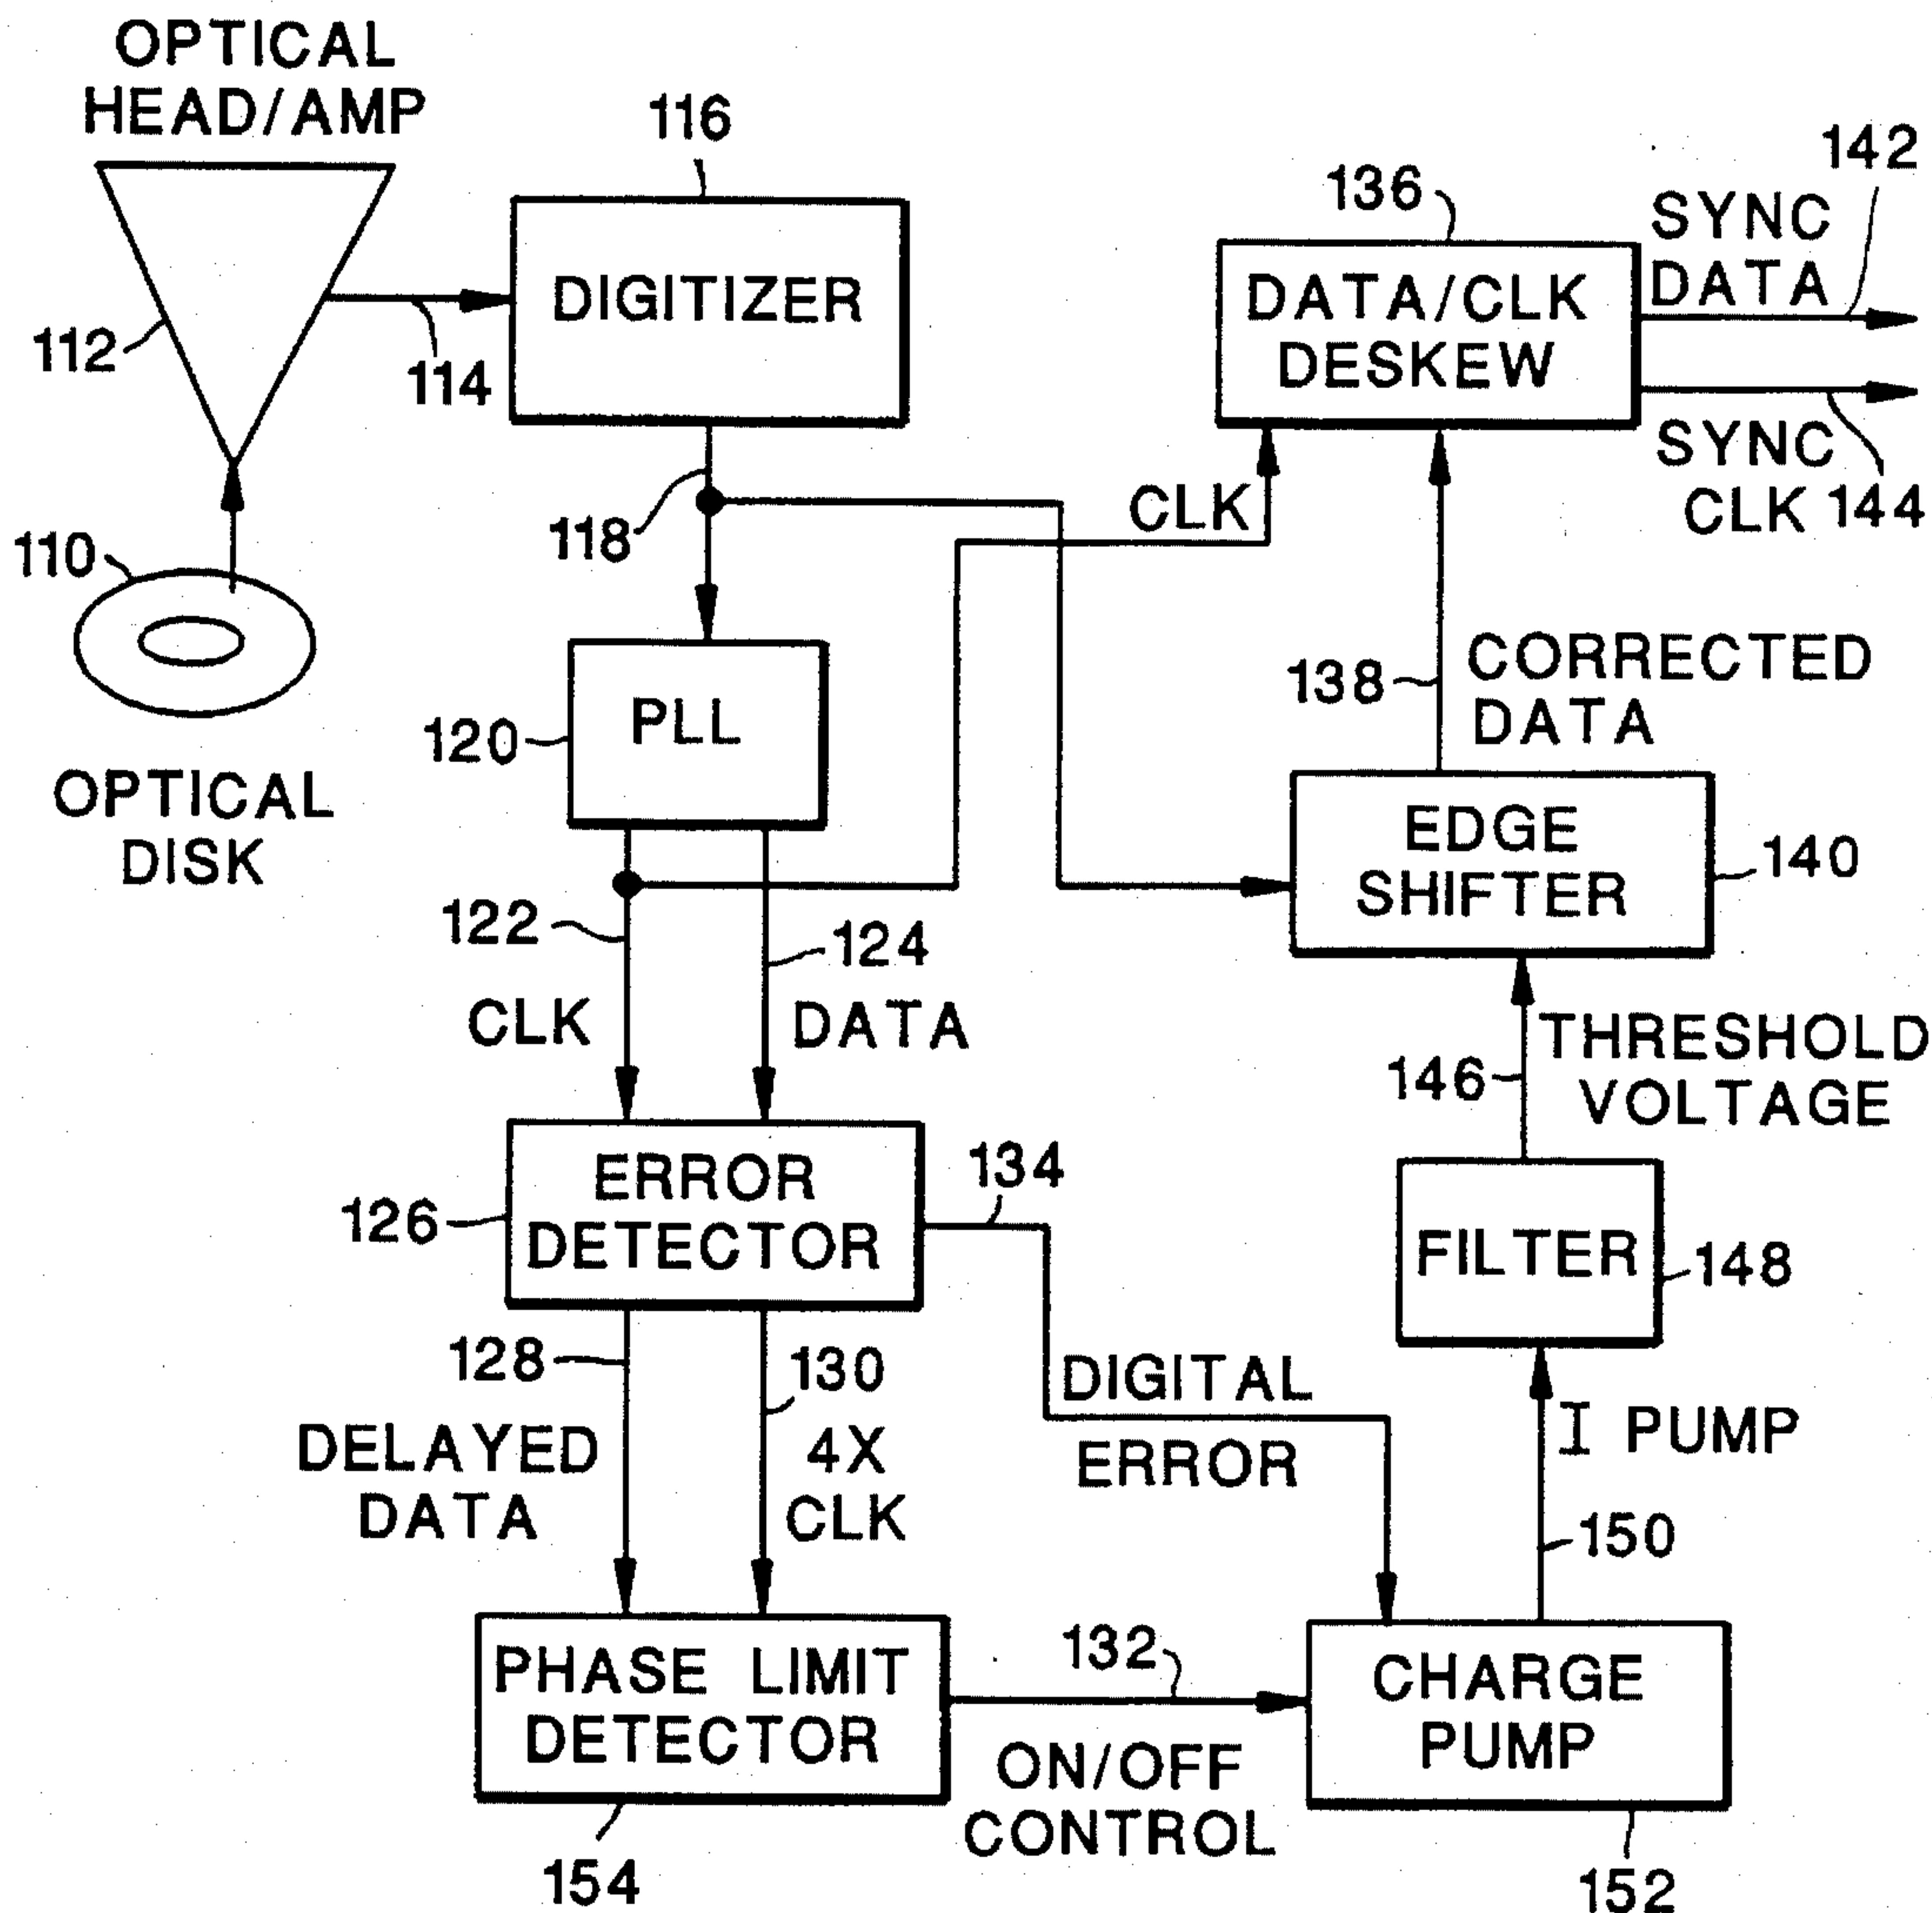 OPTICAL
HEAD/AMP
116
142
136
SYNC
DATA
DIGITIZER
DATA/CLK
DESKEW
112
114
SYNC
CLK 144
CLK
118
110
138
CORRECTED
DATA
PLL
120
OPTICAL
DISK
EDGE
SHIFTER
140
122
124
CLK
DATA
THRESHOLD
VOLTAGE
146
134
ERROR
DETECTOR
126
FILTER
148
128
130
DIGITAL
ERROR
I PUMP
DELAYED
DATA
4X
CLK
150
132
PHASE LIMIT
DETECTOR
CHARGE
PUMP
ON/OFF
CONTROL
154
152